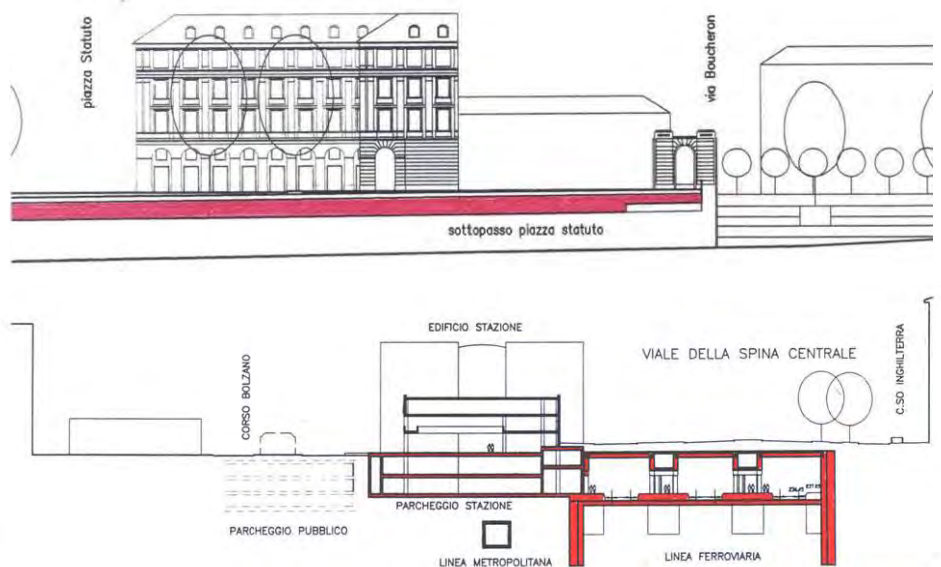 piazza Statuto
via Boucheron
sottopasso piazza statuto
EDIFICIO STAZIONE
VIALE DELLA SPINA CENTRALE
CORSO BOLZANO
C.SO INGHILTERRA
PARCHEGGIO STAZIONE
PARCHEGGIO PUBBLICO
LINEA METROPOLITANA
LINEA FERROVIARIA